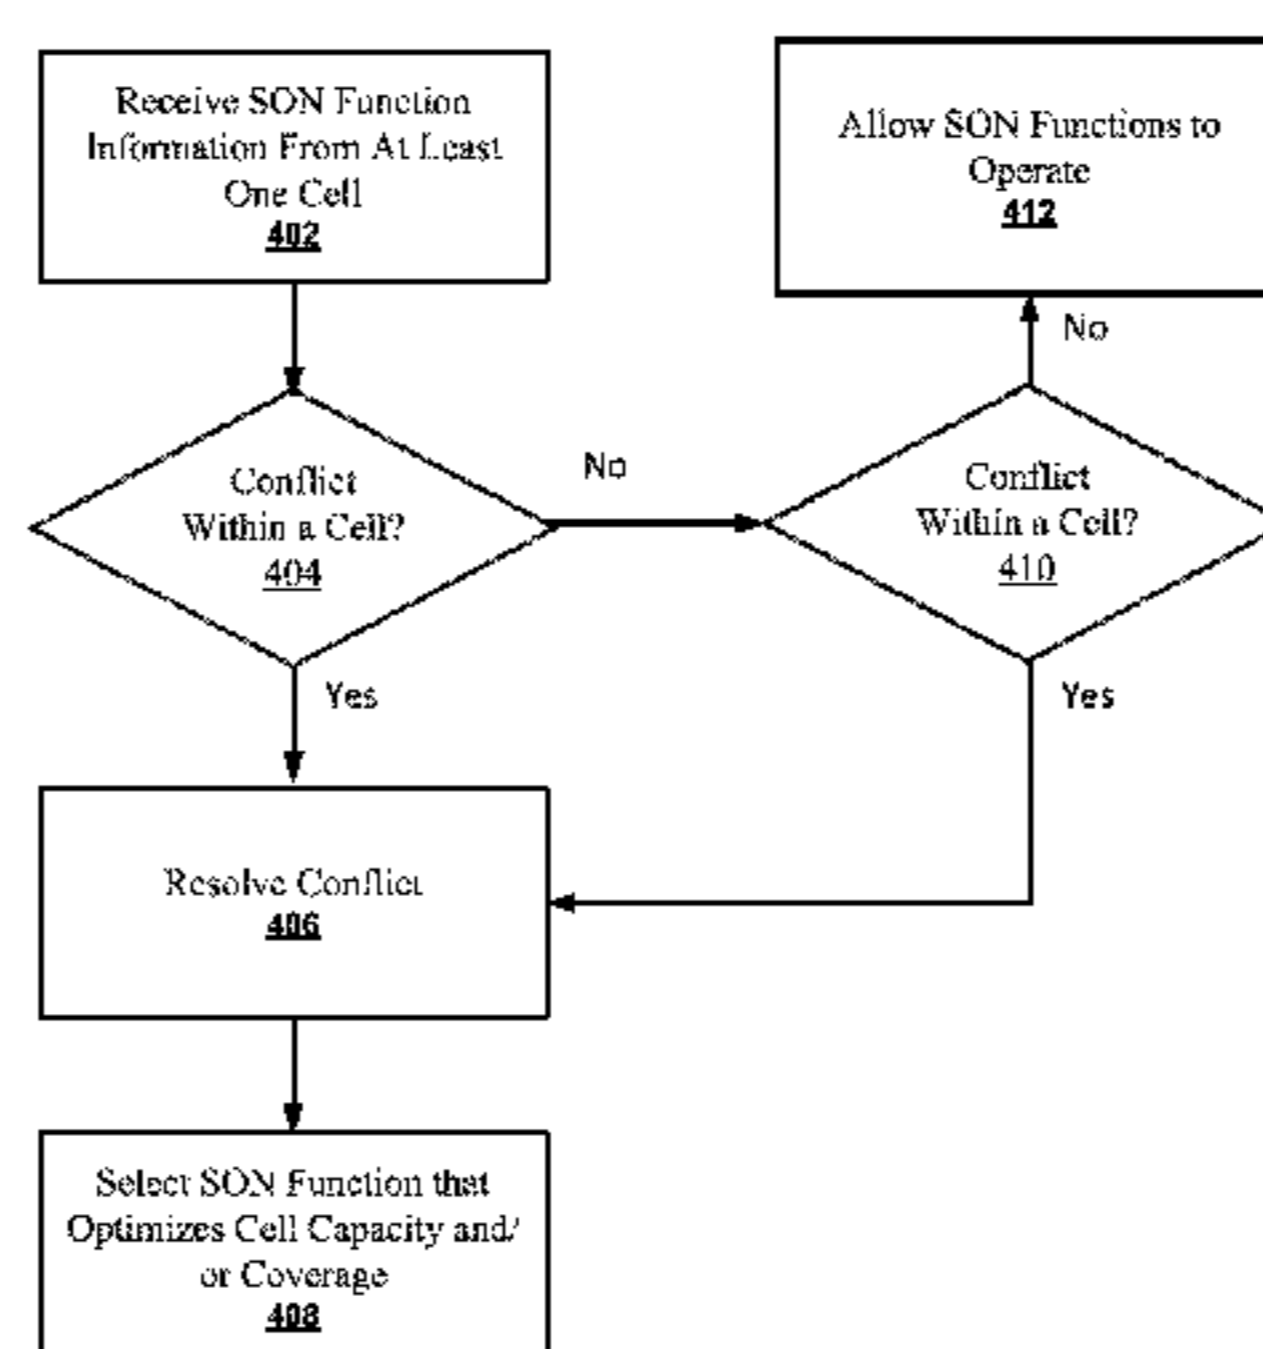 Receive SON Function
Information From At Least
One Cell
402
Allow SON Functions to
Operate
412
No
Conflict
Within a Cell?
404
No
Conflict
Within a Cell?
410
Yes
Yes
Resolve Conflict
406
Select SON Function that
Optimizes Cell Capacity and/
or Coverage
408